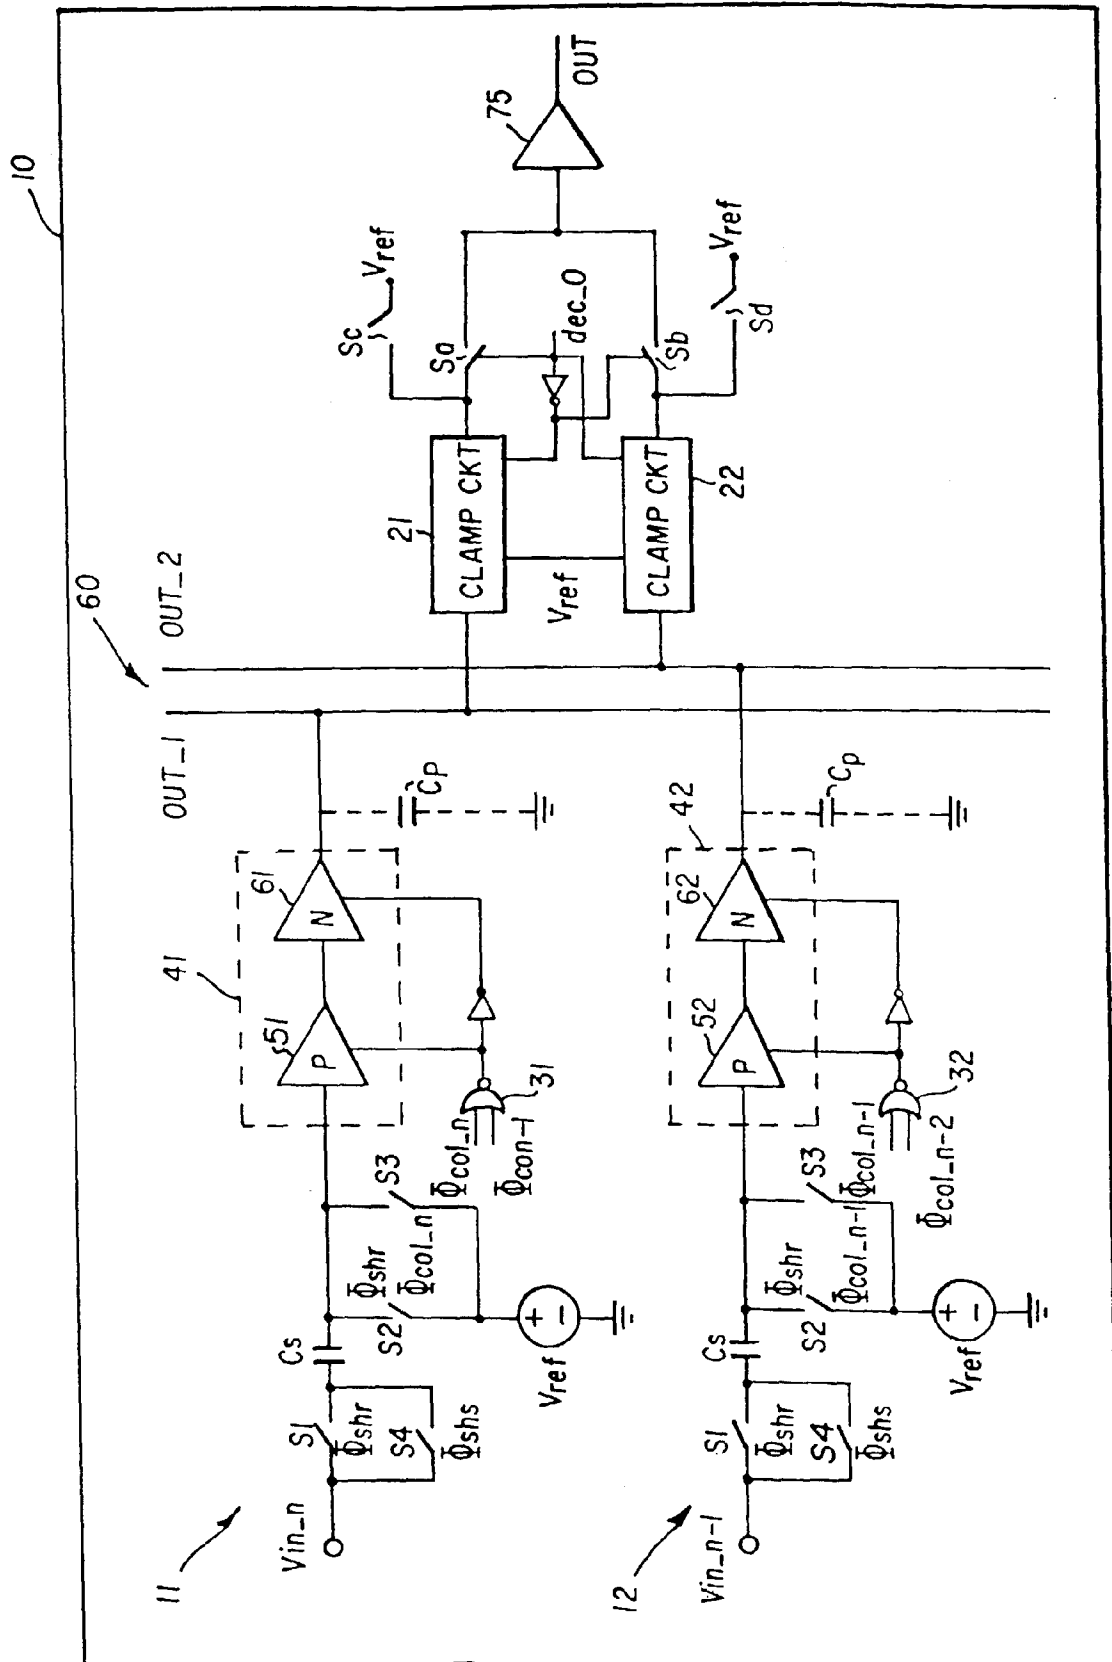 10
60
OUT_1
OUT_2
11
Vin_n
S1
Φshr
S4
Φshs
Cs
S2
Φshr
Φcol_n
S3
Vref
+
−
41
51
P
61
N
Φcol_n
Φcon-1
31
Cp
21
CLAMP CKT
Vref
Sc
Vref
Sa
dec_0
75
OUT
12
Vin_n-1
S1
Φshr
S4
Φshs
Cs
S2
Φshr
Φcol_n-1
S3
Vref
+
−
42
52
P
62
N
Φcol_n-1
Φcol_n-2
32
Cp
22
CLAMP CKT
Sb
Sd
Vref